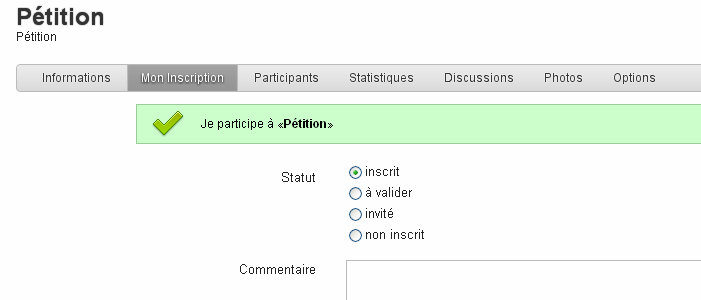 Pétition
Pétition
Informations Mon Inscription Participants Statistiques Discussions Photos Options
Je participe à «Pétition»
Statut
inscrit
à valider
invité
non inscrit
Commentaire